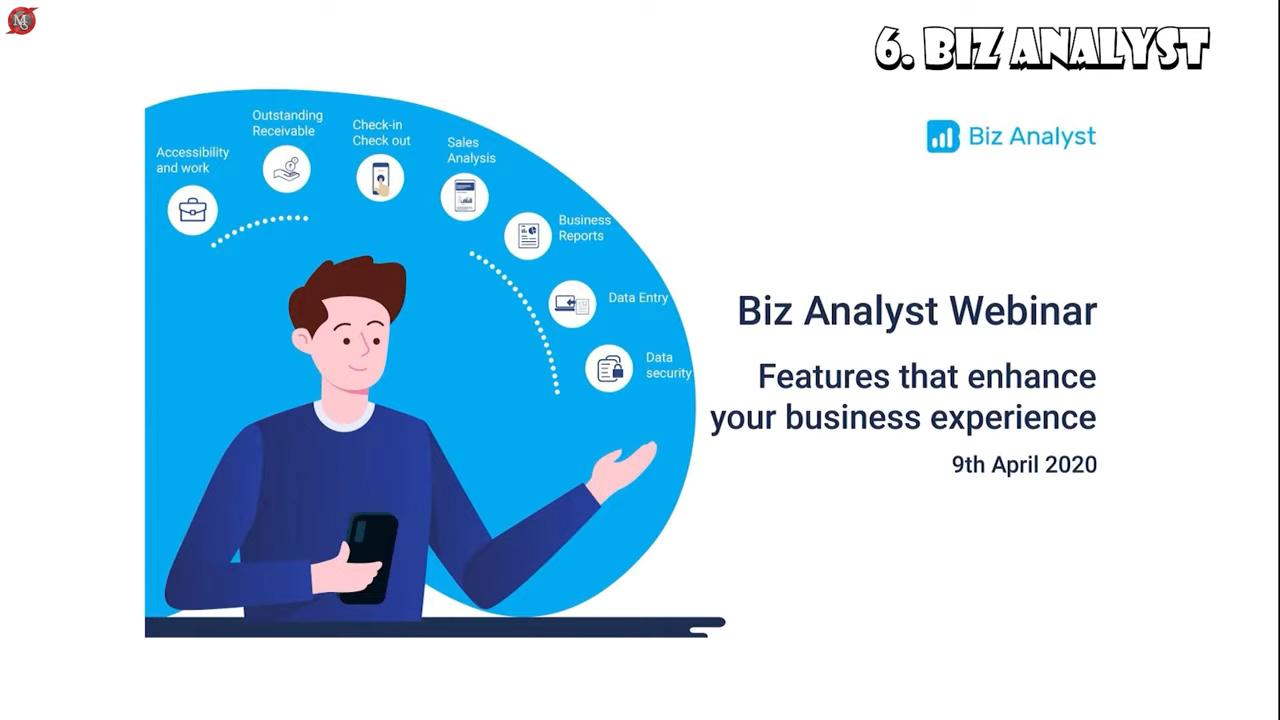 6. BIZ ANALYST
Biz Analyst
Outstanding
Receivable
Check-in
Check out
Sales
Analysis
Accessibility
and work
Business
Reports
Data Entry
Data
security
Biz Analyst Webinar
Features that enhance
your business experience
9th April 2020